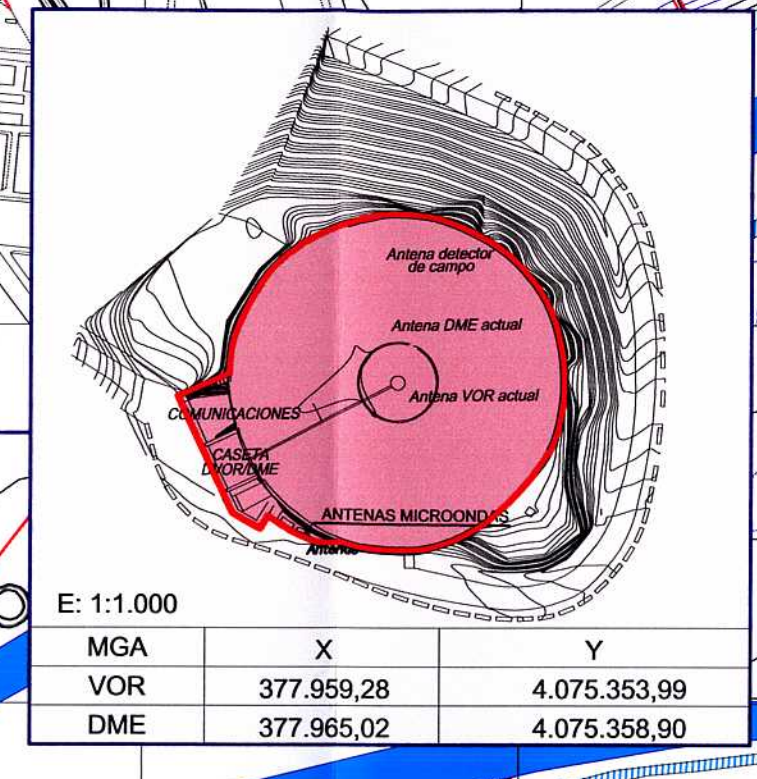 Antena detector
de campo
Antena DME actual
Antena VOR actual
COMUNICACIONES
CASETA
DVOR/DME
ANTENAS MICROONDAS
Antenas
E: 1:1.000
MGA X Y
VOR 377.959,28 4.075.353,99
DME 377.965,02 4.075.358,90